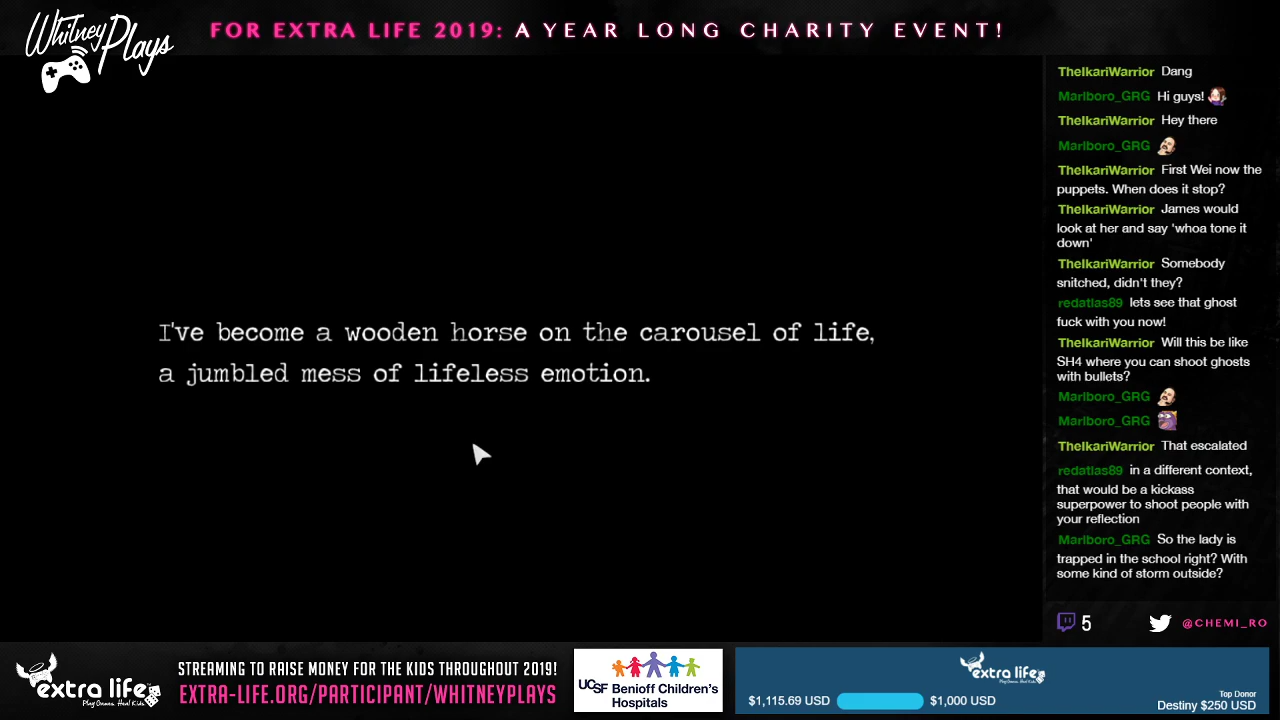 Whitney Plays
FOR EXTRA LIFE 2019: A YEAR LONG CHARITY EVENT!
I've become a wooden horse on the carousel of life,
a jumbled mess of lifeless emotion.
TheIkariWarrior Dang
Marlboro_GRG Hi guys!
TheIkariWarrior Hey there
Marlboro_GRG
TheIkariWarrior First Wei now the
puppets. When does it stop?
TheIkariWarrior James would
look at her and say 'whoa tone it
down'
TheIkariWarrior Somebody
snitched, didn't they?
redatlas89 lets see that ghost
fuck with you now!
TheIkariWarrior Will this be like
SH4 where you can shoot ghosts
with bullets?
Marlboro_GRG
Marlboro_GRG
TheIkariWarrior That escalated
redatlas89 in a different context,
that would be a kickass
superpower to shoot people with
your reflection
Marlboro_GRG So the lady is
trapped in the school right? With
some kind of storm outside?
5
@CHEMI_RO
extra life
Play Games. Heal Kids.
STREAMING TO RAISE MONEY FOR THE KIDS THROUGHOUT 2019!
EXTRA-LIFE.ORG/PARTICIPANT/WHITNEYPLAYS
UCSF Benioff Children's
Hospitals
extra life
Play Games. Heal Kids.
$1,115.69 USD $1,000 USD
Top Donor
Destiny $250 USD